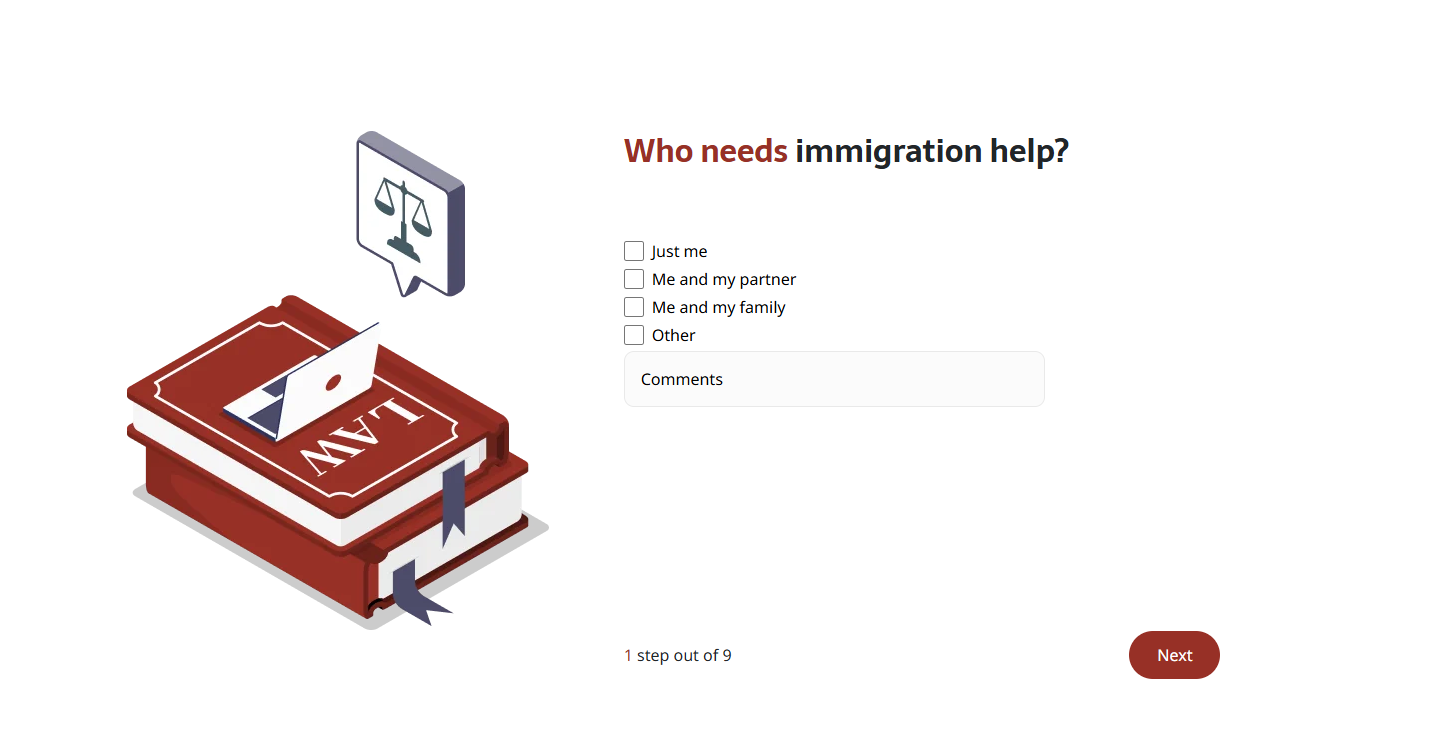 Who needs immigration help?
Just me
Me and my partner
Me and my family
Other
Comments
LAW
1 step out of 9
Next